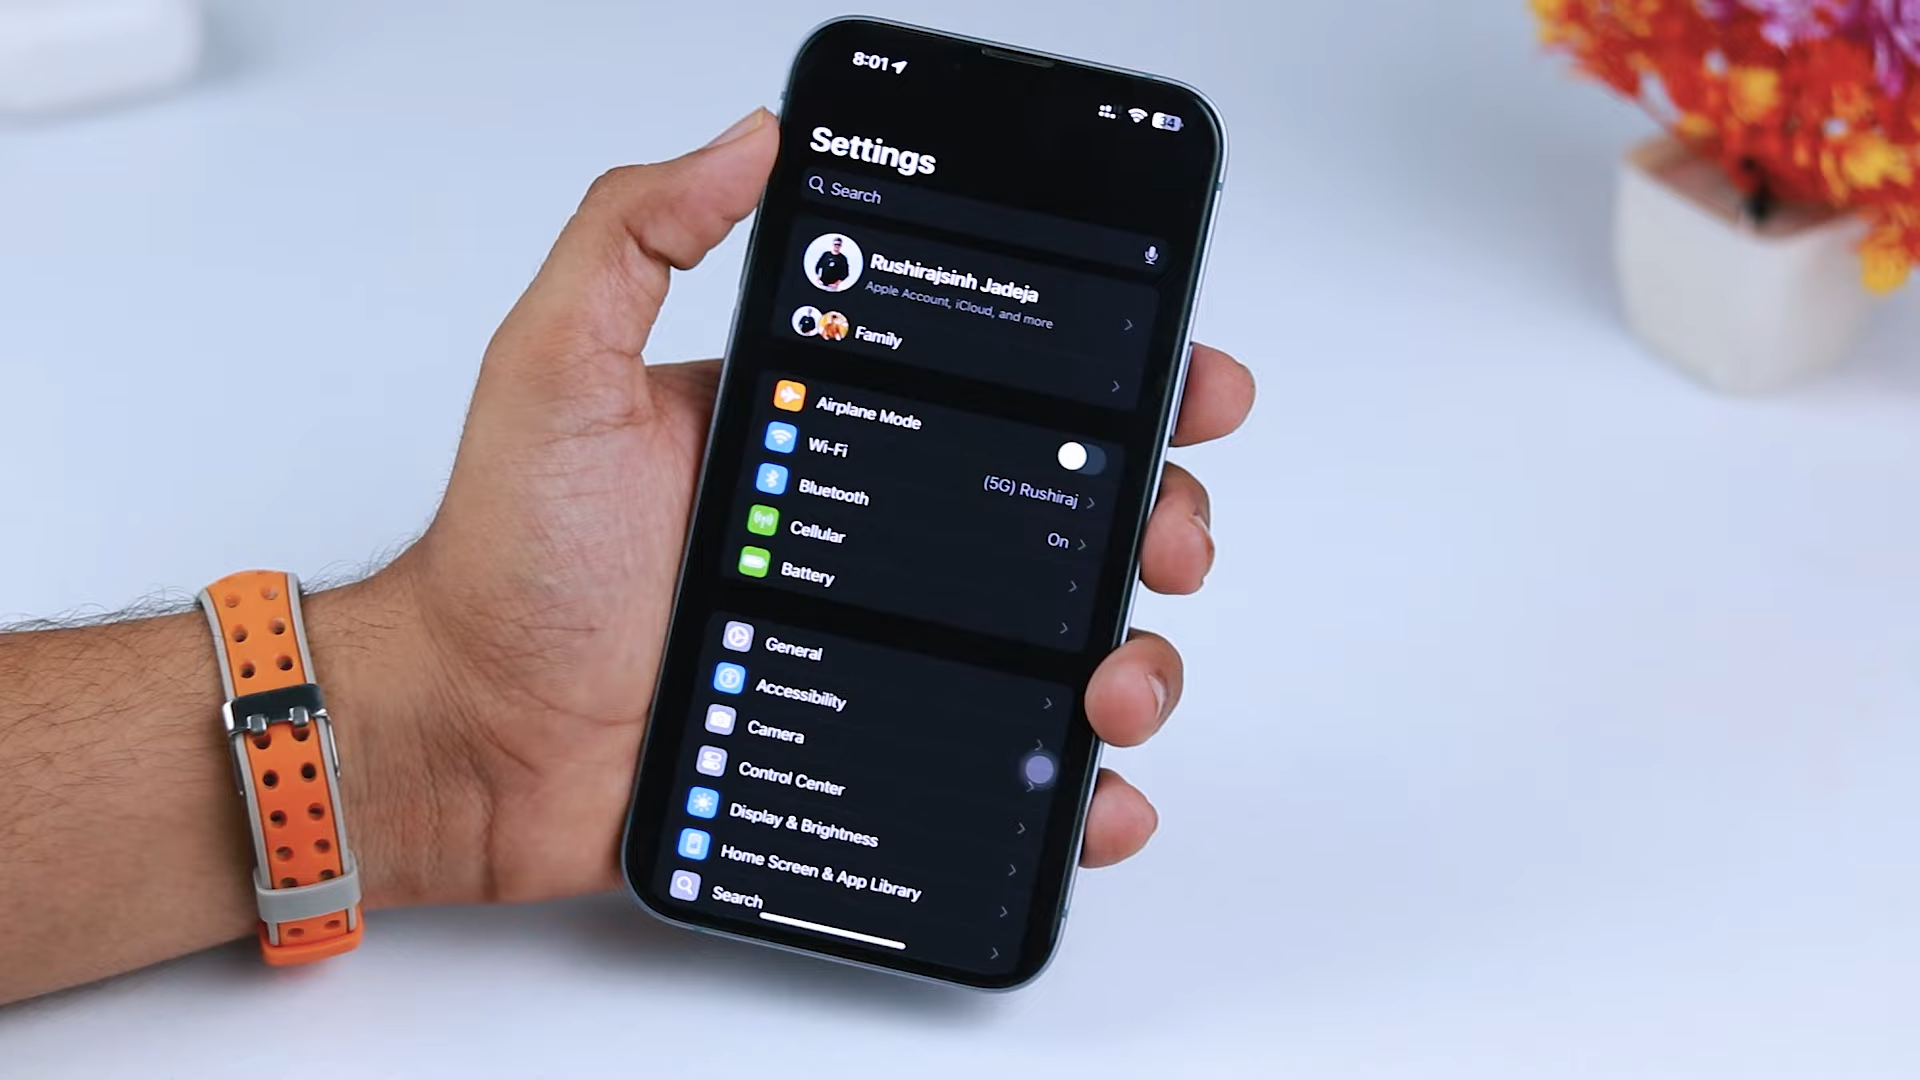 8:01
34
Settings
Search
Rushirajsinh Jadeja
Apple Account, iCloud, and more
Family
Airplane Mode
Wi-Fi
(5G) Rushiraj
Bluetooth
On
Cellular
Battery
General
Accessibility
Camera
Control Center
Display & Brightness
Home Screen & App Library
Search